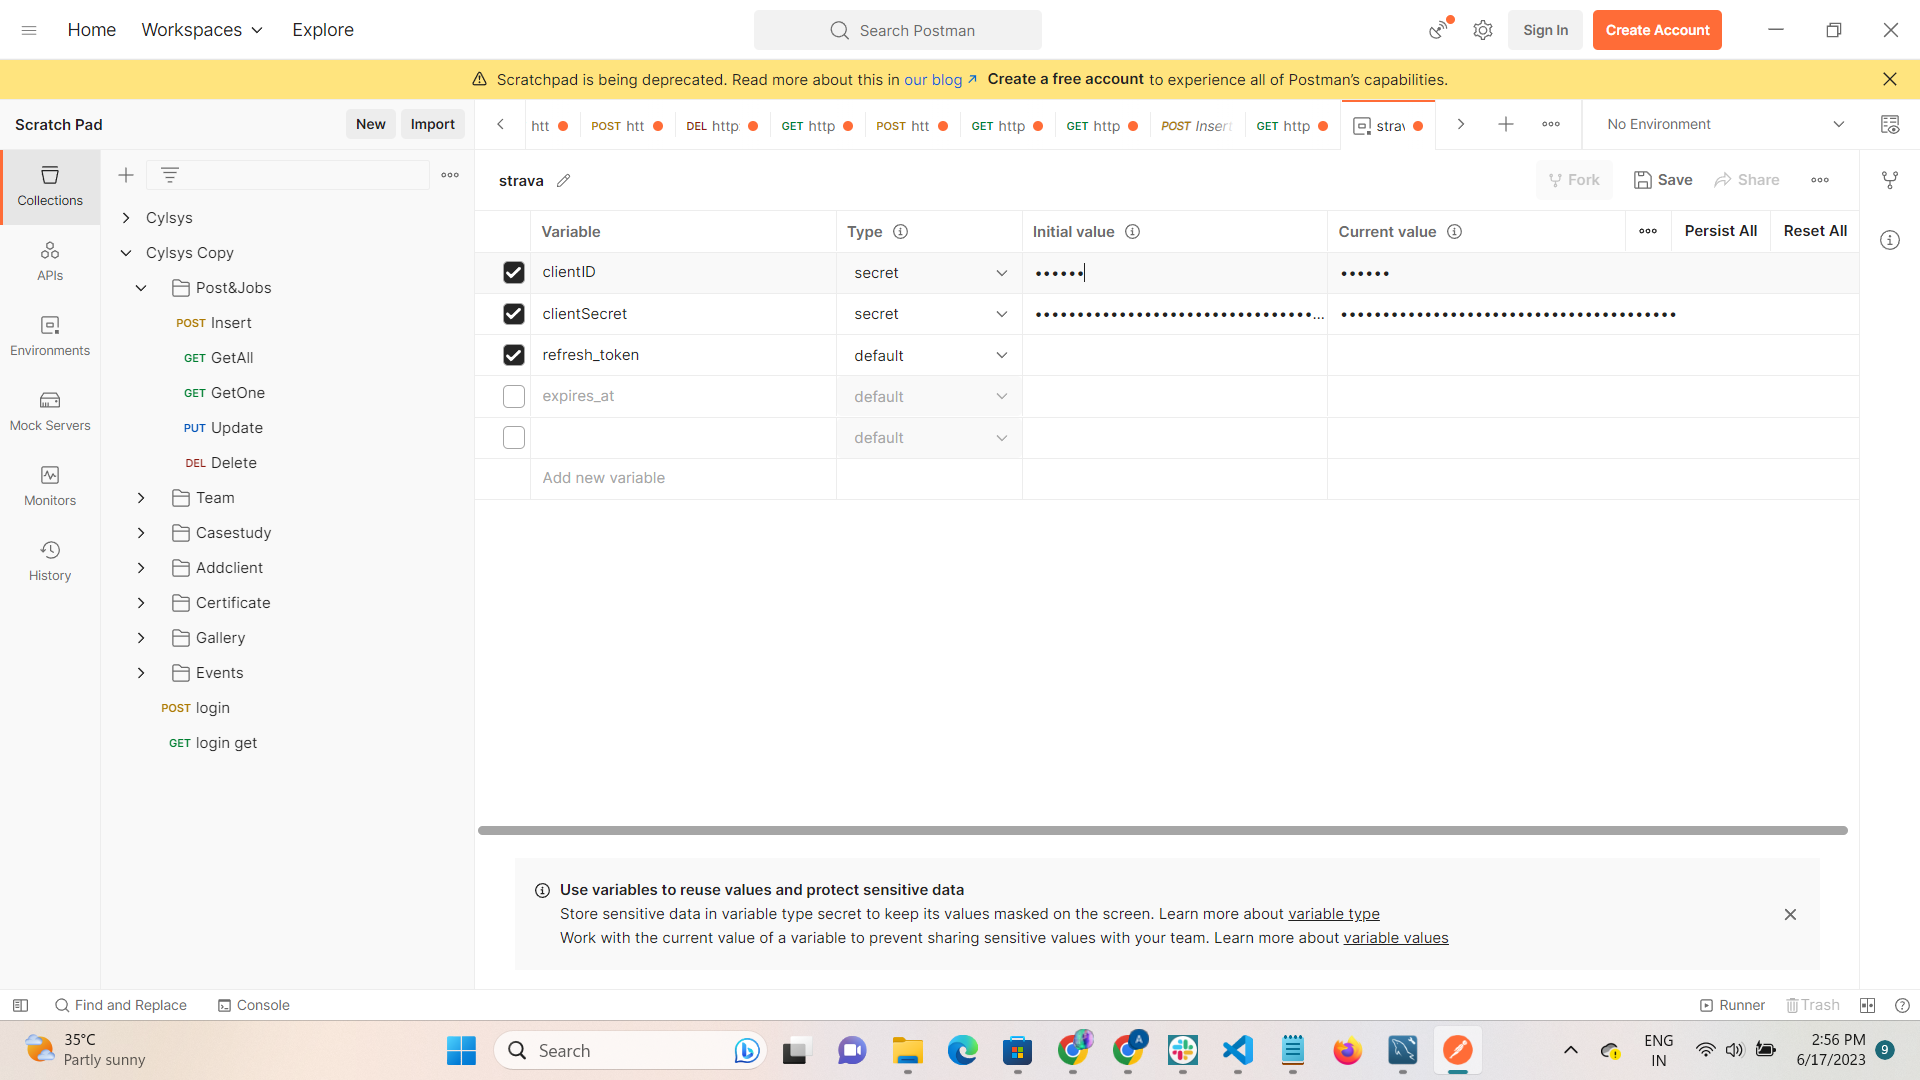 Home Workspaces Explore
Search Postman
Sign In Create Account
Scratchpad is being deprecated. Read more about this in our blog ↗ Create a free account to experience all of Postman's capabilities.
Scratch Pad New Import
htt POST htt DEL http GET http POST htt GET http GET http POST Insert GET http strav
No Environment
Collections
APIs
Environments
Mock Servers
Monitors
History
Cylsys
Cylsys Copy
Post&Jobs
POST Insert
GET GetAll
GET GetOne
PUT Update
DEL Delete
Team
Casestudy
Addclient
Certificate
Gallery
Events
POST login
GET login get
strava
Fork Save Share
Variable Type Initial value Current value Persist All Reset All
clientID secret •••••• ••••••
clientSecret secret •••••••••••••••••••••••••••••••••... ••••••••••••••••••••••••••••••••••••••••
refresh_token default
expires_at default
default
Add new variable
Use variables to reuse values and protect sensitive data
Store sensitive data in variable type secret to keep its values masked on the screen. Learn more about variable type
Work with the current value of a variable to prevent sharing sensitive values with your team. Learn more about variable values
Find and Replace Console Runner Trash
35°C
Partly sunny
Search
A
ENG
IN
2:56 PM
6/17/2023
9